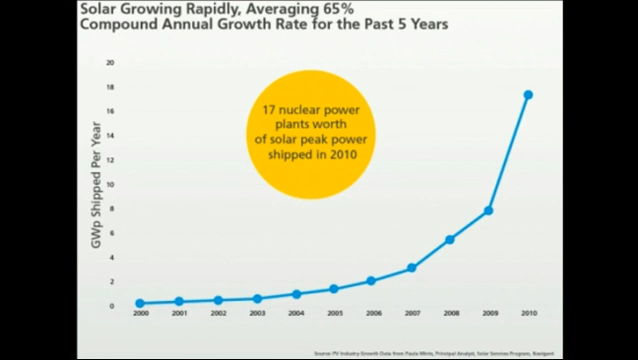 Solar Growing Rapidly, Averaging 65%
Compound Annual Growth Rate for the Past 5 Years
20
18
16
14
12
10
8
6
4
2
0
GWp Shipped Per Year
17 nuclear power
plants worth
of solar peak power
shipped in 2010
2000 2001 2002 2003 2004 2005 2006 2007 2008 2009 2010
Source: PV Industry Growth Data from Paula Mints, Principal Analyst, Solar Services Program, Navigant